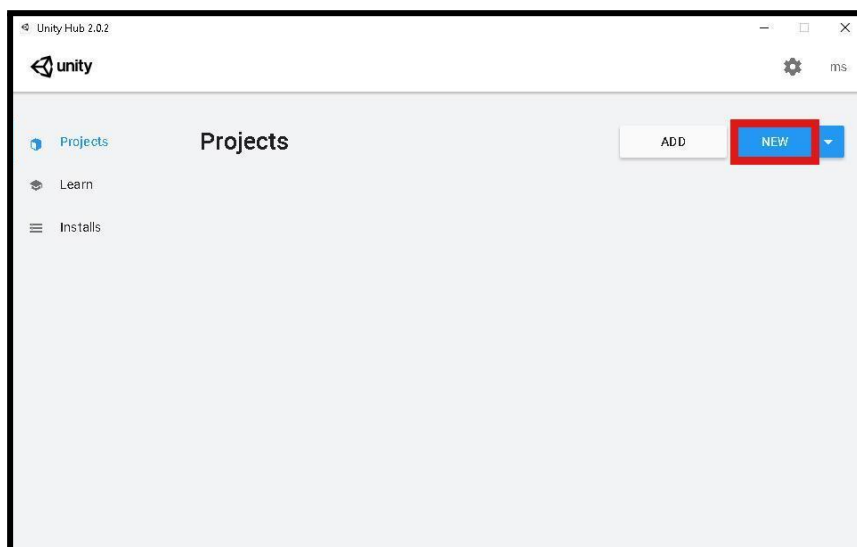 Unity Hub 2.0.2
unity
ms
Projects
Projects
ADD
NEW
Learn
Installs